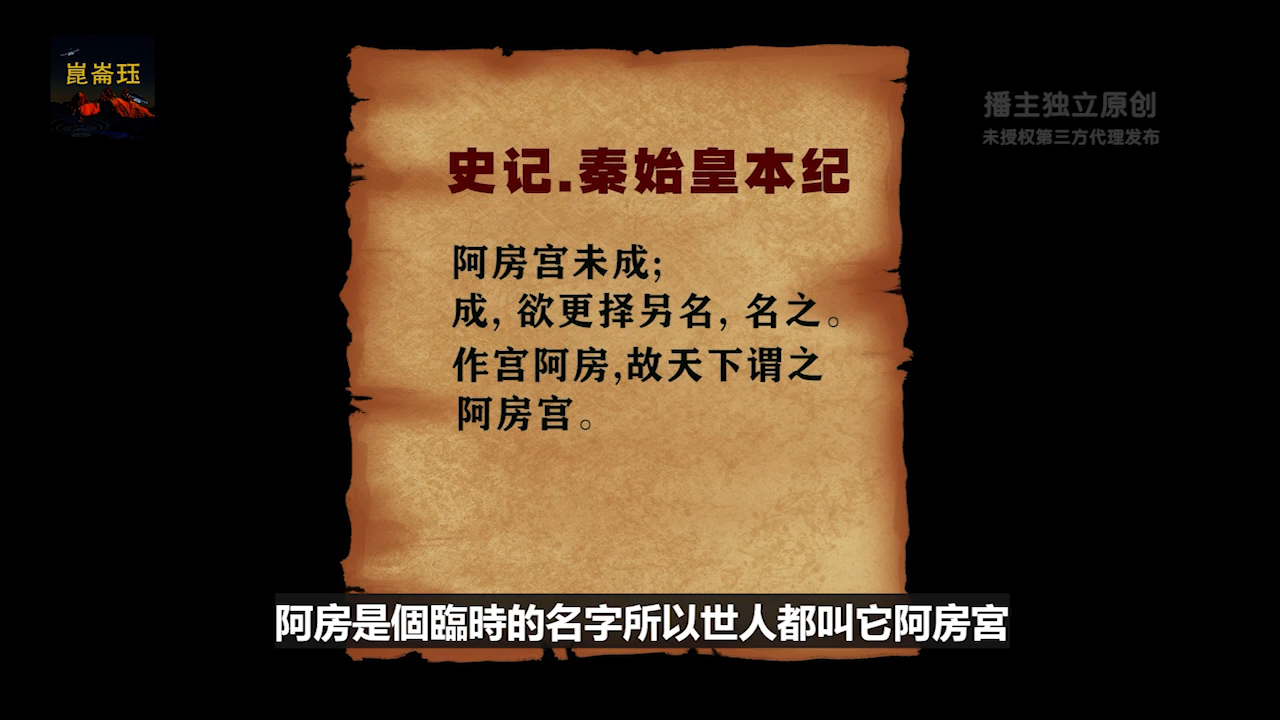 崑崙珏
播主独立原创
未授权第三方代理发布
史记.秦始皇本纪
阿房宫未成;
成, 欲更择另名, 名之。
作宫阿房,故天下谓之
阿房宫。
阿房是個臨時的名字所以世人都叫它阿房宮